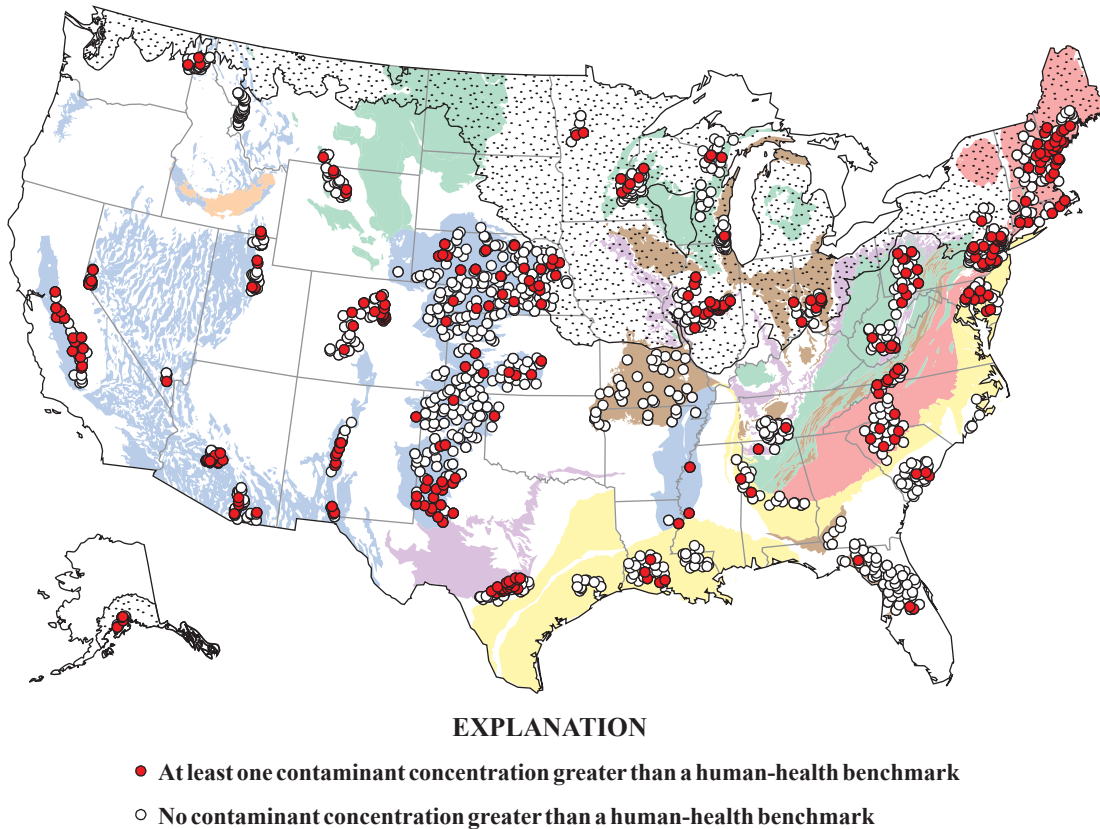 EXPLANATION
At least one contaminant concentration greater than a human-health benchmark
No contaminant concentration greater than a human-health benchmark